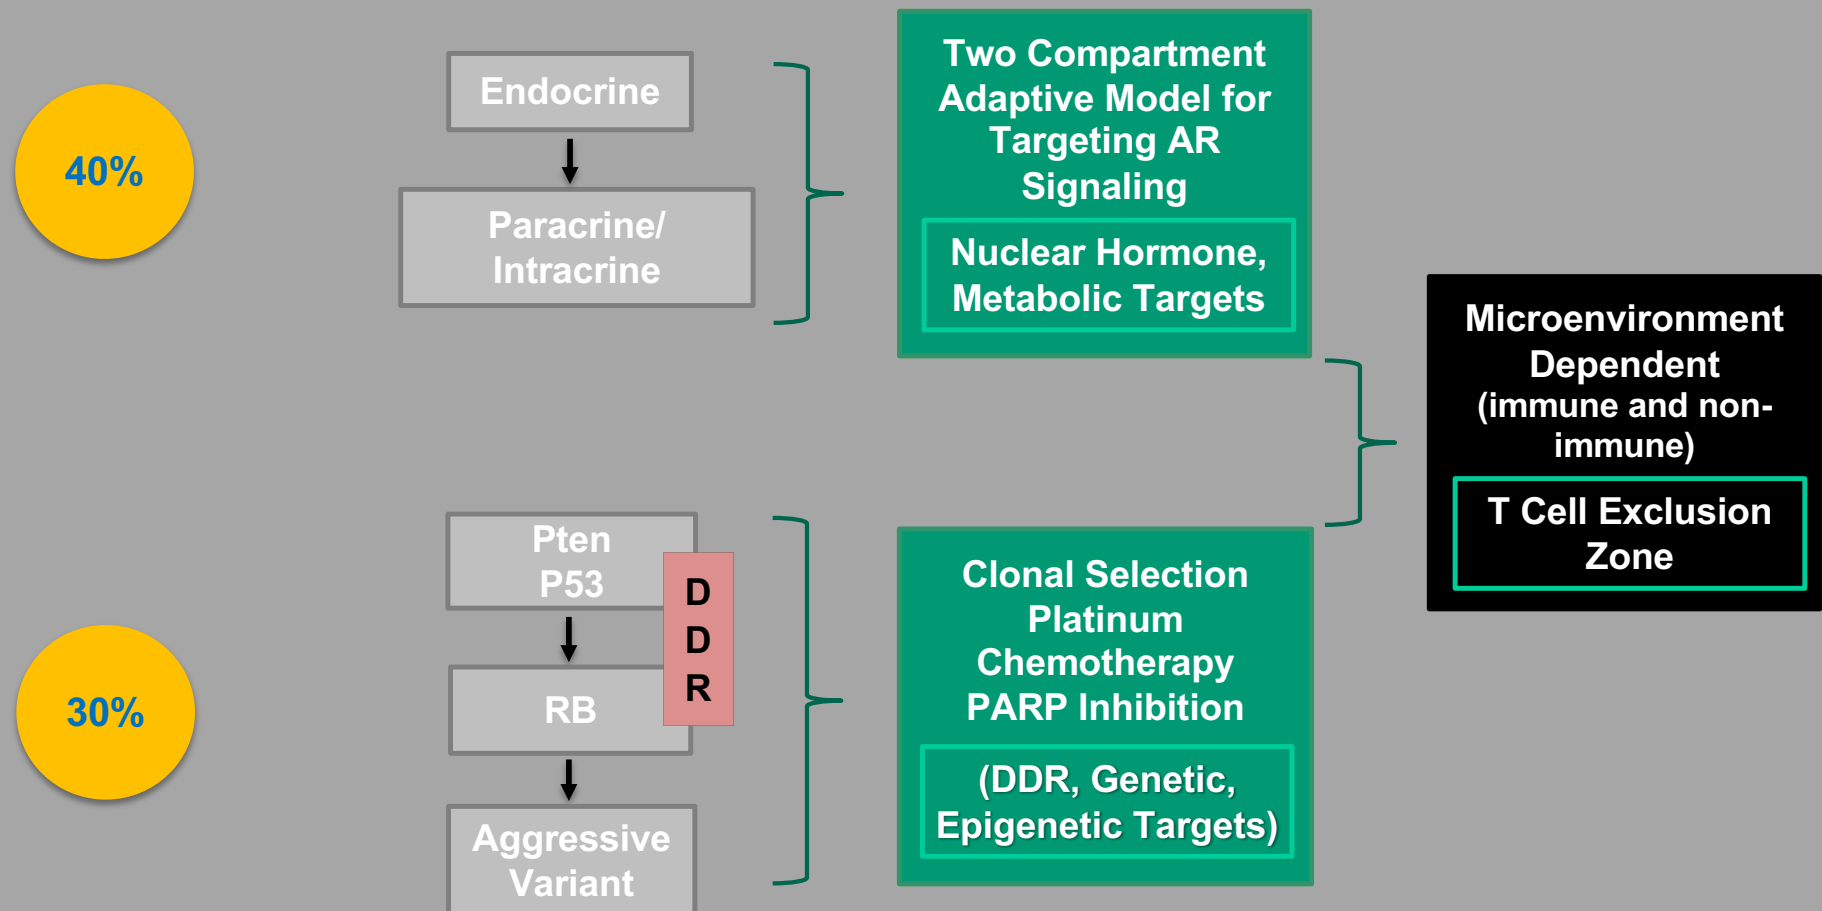 40%
Endocrine
Paracrine/
Intracrine
Two Compartment
Adaptive Model for
Targeting AR
Signaling
Nuclear Hormone,
Metabolic Targets
30%
Pten
P53
RB
Aggressive
Variant
D
D
R
Clonal Selection
Platinum
Chemotherapy
PARP Inhibition
(DDR, Genetic,
Epigenetic Targets)
Microenvironment
Dependent
(immune and non-
immune)
T Cell Exclusion
Zone